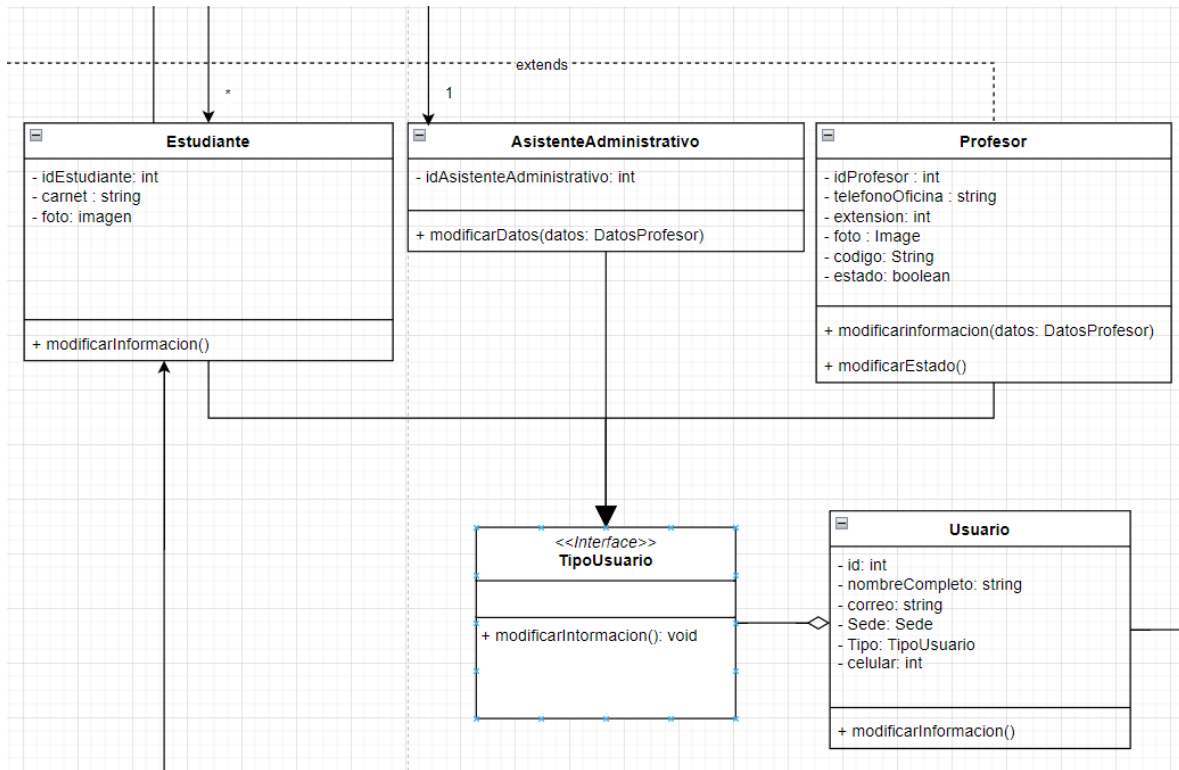 extends
*
1
Estudiante
- idEstudiante: int
- carnet : string
- foto: imagen
+ modificarInformacion()
AsistenteAdministrativo
- idAsistenteAdministrativo: int
+ modificarDatos(datos: DatosProfesor)
Profesor
- idProfesor : int
- telefonoOficina : string
- extension: int
- foto : Image
- codigo: String
- estado: boolean
+ modificarinformacion(datos: DatosProfesor)
+ modificarEstado()
<<Interface>>
TipoUsuario
+ modificarIntormacion(): void
Usuario
- id: int
- nombreCompleto: string
- correo: string
- Sede: Sede
- Tipo: TipoUsuario
- celular: int
+ modificarInformacion()